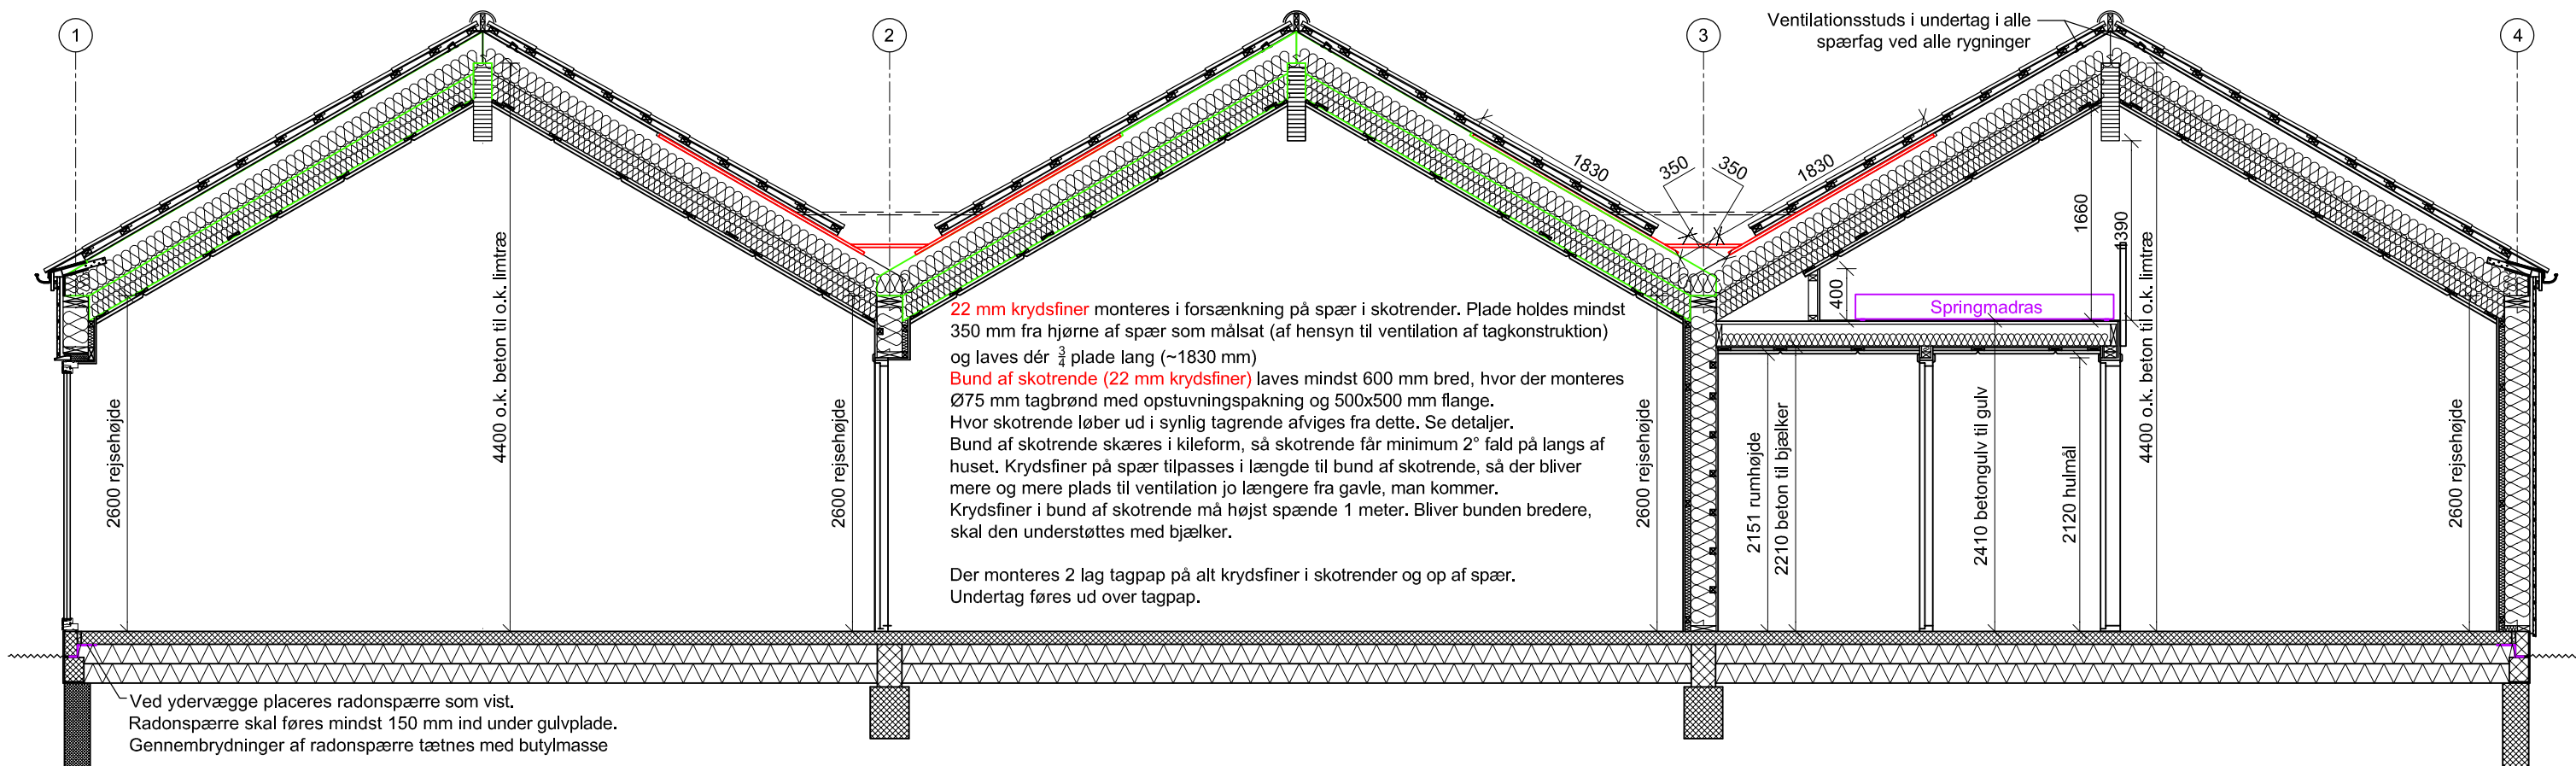 1
2
3
4
Ventilationsstuds i undertag i alle
spærfag ved alle rygninger
1830
350
350
1830
1660
1390
400
Springmadras
2600 rejsehøjde
4400 o.k. beton til o.k. limtræ
2600 rejsehøjde
22 mm krydsfiner monteres i forsænkning på spær i skotrender. Plade holdes mindst
350 mm fra hjørne af spær som målsat (af hensyn til ventilation af tagkonstruktion)
og laves dér 3/4 plade lang (~1830 mm)
Bund af skotrende (22 mm krydsfiner) laves mindst 600 mm bred, hvor der monteres
Ø75 mm tagbrønd med opstuvningspakning og 500x500 mm flange.
Hvor skotrende løber ud i synlig tagrende afviges fra dette. Se detaljer.
Bund af skotrende skæres i kileform, så skotrende får minimum 2° fald på langs af
huset. Krydsfiner på spær tilpasses i længde til bund af skotrende, så der bliver
mere og mere plads til ventilation jo længere fra gavle, man kommer.
Krydsfiner i bund af skotrende må højst spænde 1 meter. Bliver bunden bredere,
skal den understøttes med bjælker.
Der monteres 2 lag tagpap på alt krydsfiner i skotrender og op af spær.
Undertag føres ud over tagpap.
2600 rejsehøjde
2151 rumhøjde
2210 beton til bjælker
2410 betongulv til gulv
2120 hulmål
4400 o.k. beton til o.k. limtræ
2600 rejsehøjde
Ved ydervægge placeres radonspærre som vist.
Radonspærre skal føres mindst 150 mm ind under gulvplade.
Gennembrydninger af radonspærre tætnes med butylmasse